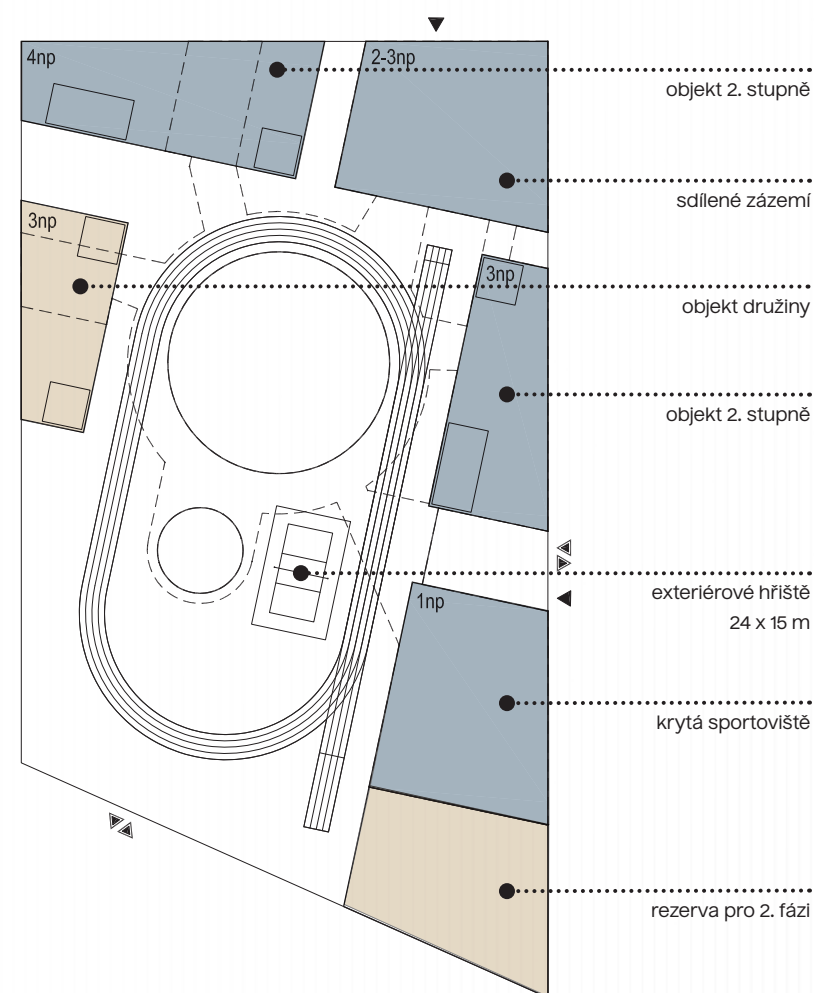 4np
2-3np
objekt 2. stupně
sdílené zázemí
3np
3np
objekt družiny
objekt 2. stupně
1np
exteriérové hřiště
24 x 15 m
krytá sportoviště
rezerva pro 2. fázi